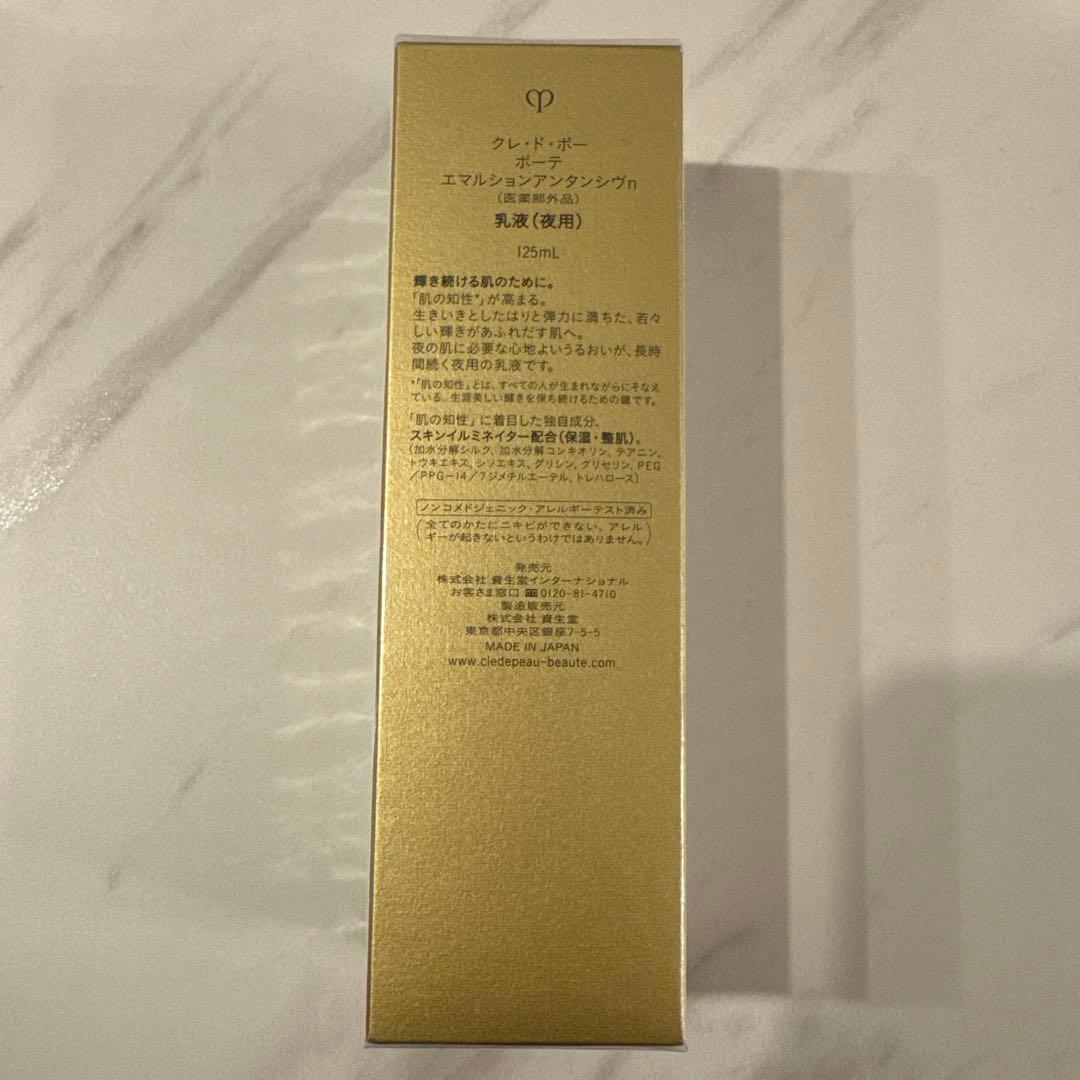 クレ・ド・ポー
ボーテ
エマルションアンタンシヴn
(医薬部外品)
乳液(夜用)
125mL
輝き続ける肌のために。
「肌の知性*」が高まる。
生きいきとしたはりと弾力に満ちた、若々
しい輝きがあふれだす肌へ。
夜の肌に必要な心地よいうるおいが、長時
間続く夜用の乳液です。
*「肌の知性」とは、すべての人が生まれながらにそなえ
ている、生涯美しい輝きを保ち続けるための鍵です。
「肌の知性」に着目した独自成分、
スキンイルミネイター配合(保湿・整肌)。
(加水分解シルク、加水分解コンキオリン、テアニン、
トウキエキス、シソエキス、グリシン、グリセリン、PEG
/PPG-14/7ジメチルエーテル、トレハロース)
ノンコメドジェニック・アレルギーテスト済み
(全てのかたにニキビができない、アレル
ギーが起きないというわけではありません。)
発売元
株式会社 資生堂インターナショナル
お客さま窓口 0120-81-4710
製造販売元
株式会社 資生堂
東京都中央区銀座7-5-5
MADE IN JAPAN
www.cledepeau-beaute.com